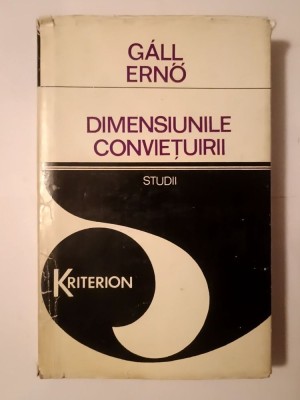 GÁLL
ERNŐ
DIMENSIUNILE
CONVIEȚUIRII
STUDII
KRITERION